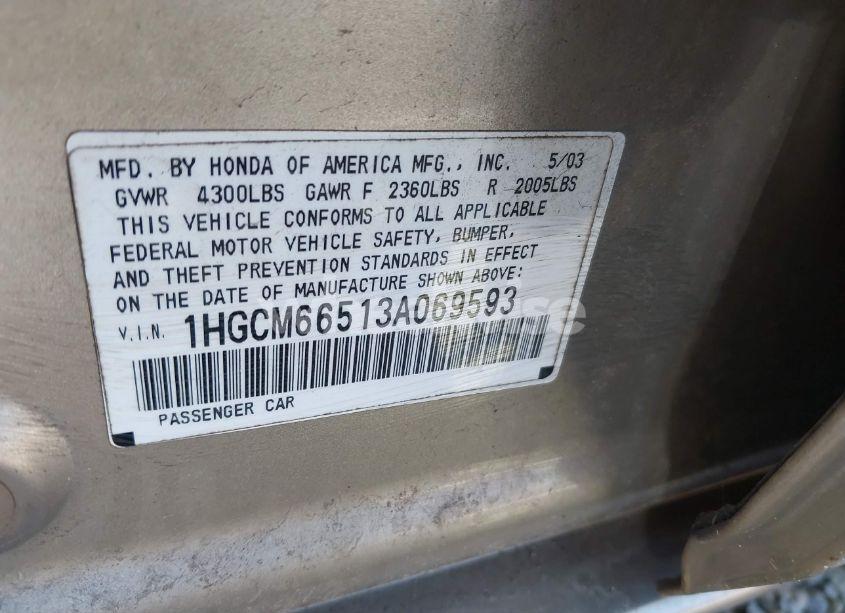 MFD. BY HONDA OF AMERICA MFG., INC. 5/03
GVWR 4300LBS GAWR F 2360LBS R 2005LBS
THIS VEHICLE CONFORMS TO ALL APPLICABLE
FEDERAL MOTOR VEHICLE SAFETY, BUMPER,
AND THEFT PREVENTION STANDARDS IN EFFECT
ON THE DATE OF MANUFACTURE SHOWN ABOVE:
V.I.N. 1HGCM66513A069593
PASSENGER CAR